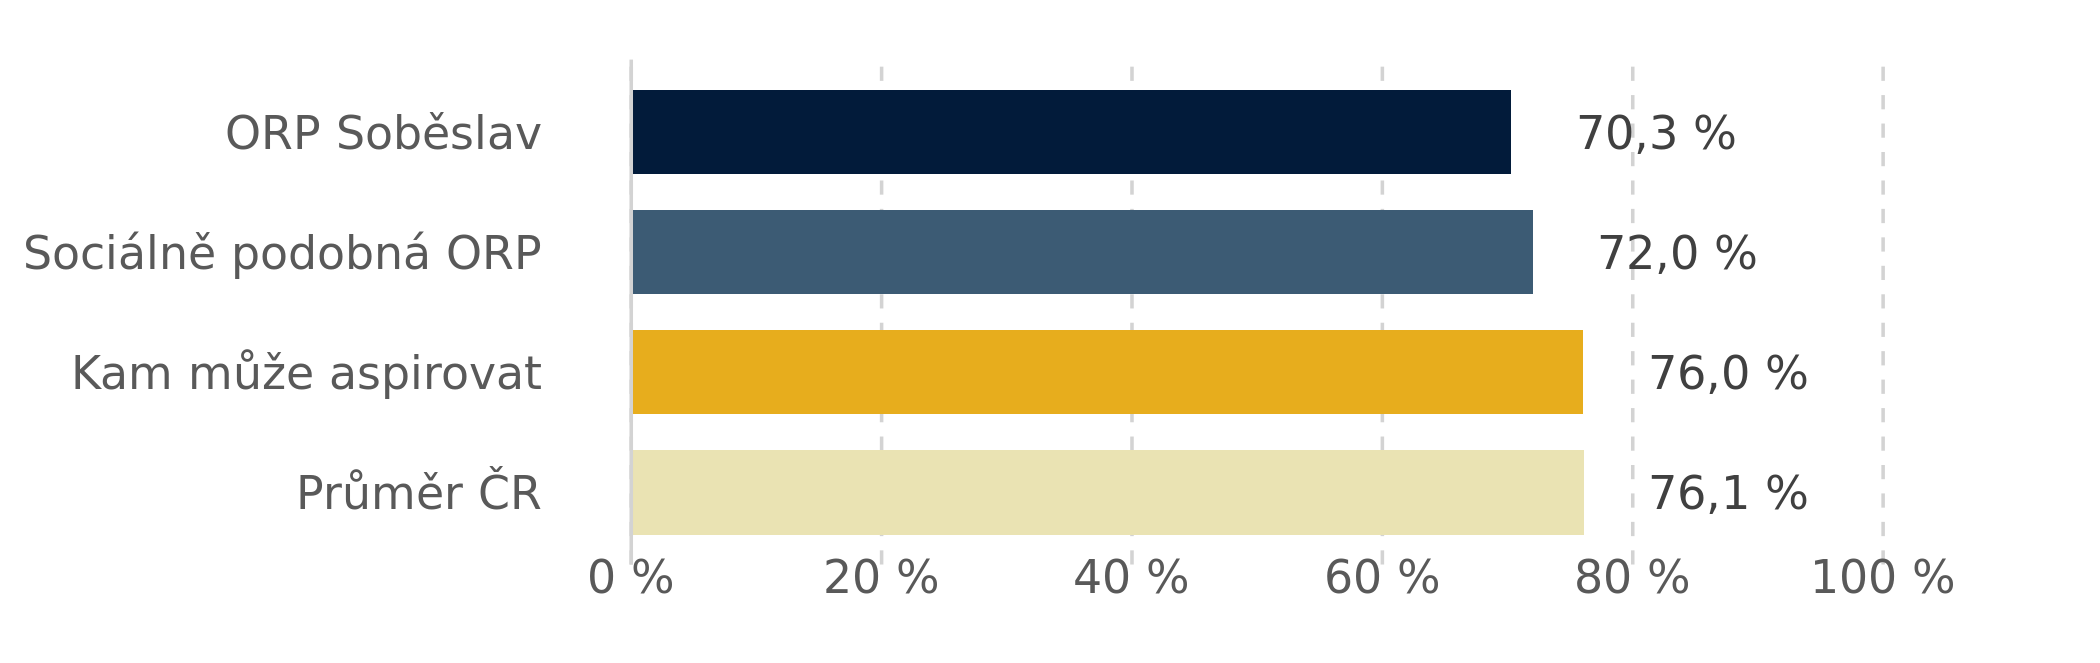 ORP Soběslav 70,3 %
Sociálně podobná ORP 72,0 %
Kam může aspirovat 76,0 %
Průměr ČR 76,1 %
0 % 20 % 40 % 60 % 80 % 100 %